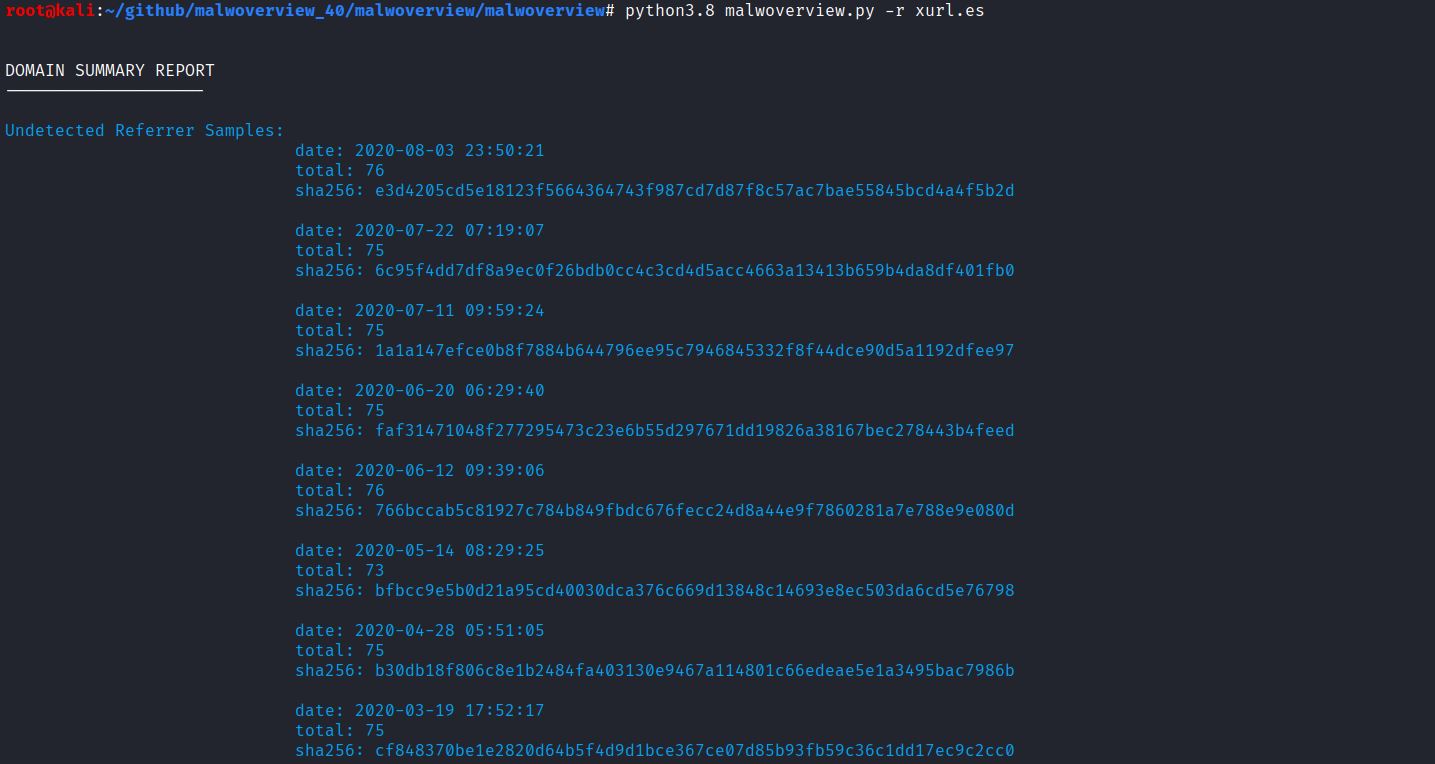 root@kali:~/github/malwoverview_40/malwoverview/malwoverview# python3.8 malwoverview.py -r xurl.es
DOMAIN SUMMARY REPORT
Undetected Referrer Samples:
date: 2020-08-03 23:50:21
total: 76
sha256: e3d4205cd5e18123f5664364743f987cd7d87f8c57ac7bae55845bcd4a4f5b2d
date: 2020-07-22 07:19:07
total: 75
sha256: 6c95f4dd7df8a9ec0f26bdb0cc4c3cd4d5acc4663a13413b659b4da8df401fb0
date: 2020-07-11 09:59:24
total: 75
sha256: 1a1a147efce0b8f7884b644796ee95c7946845332f8f44dce90d5a1192dfee97
date: 2020-06-20 06:29:40
total: 75
sha256: faf31471048f277295473c23e6b55d297671dd19826a38167bec278443b4feed
date: 2020-06-12 09:39:06
total: 76
sha256: 766bccab5c81927c784b849fbdc676fecc24d8a44e9f7860281a7e788e9e080d
date: 2020-05-14 08:29:25
total: 73
sha256: bfbcc9e5b0d21a95cd40030dca376c669d13848c14693e8ec503da6cd5e76798
date: 2020-04-28 05:51:05
total: 75
sha256: b30db18f806c8e1b2484fa403130e9467a114801c66edeae5e1a3495bac7986b
date: 2020-03-19 17:52:17
total: 75
sha256: cf848370be1e2820d64b5f4d9d1bce367ce07d85b93fb59c36c1dd17ec9c2cc0